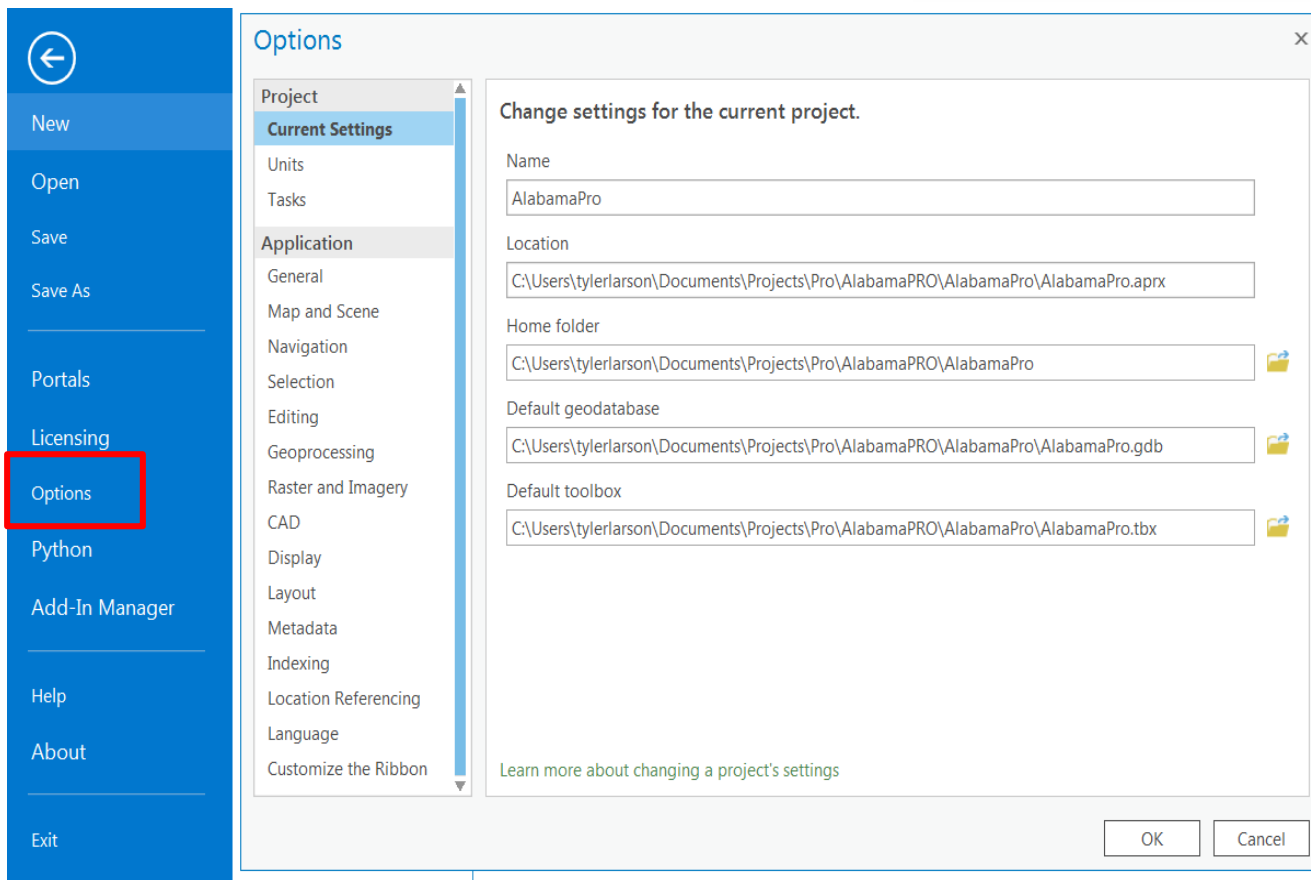 New
Open
Save
Save As
Portals
Licensing
Options
Python
Add-In Manager
Help
About
Exit
Options
Project
Current Settings
Units
Tasks
Application
General
Map and Scene
Navigation
Selection
Editing
Geoprocessing
Raster and Imagery
CAD
Display
Layout
Metadata
Indexing
Location Referencing
Language
Customize the Ribbon
Change settings for the current project.
Name
AlabamaPro
Location
C:\Users\tylerlarson\Documents\Projects\Pro\AlabamaPRO\AlabamaPro\AlabamaPro.aprx
Home folder
C:\Users\tylerlarson\Documents\Projects\Pro\AlabamaPRO\AlabamaPro
Default geodatabase
C:\Users\tylerlarson\Documents\Projects\Pro\AlabamaPRO\AlabamaPro\AlabamaPro.gdb
Default toolbox
C:\Users\tylerlarson\Documents\Projects\Pro\AlabamaPRO\AlabamaPro\AlabamaPro.tbx
Learn more about changing a project's settings
OK
Cancel